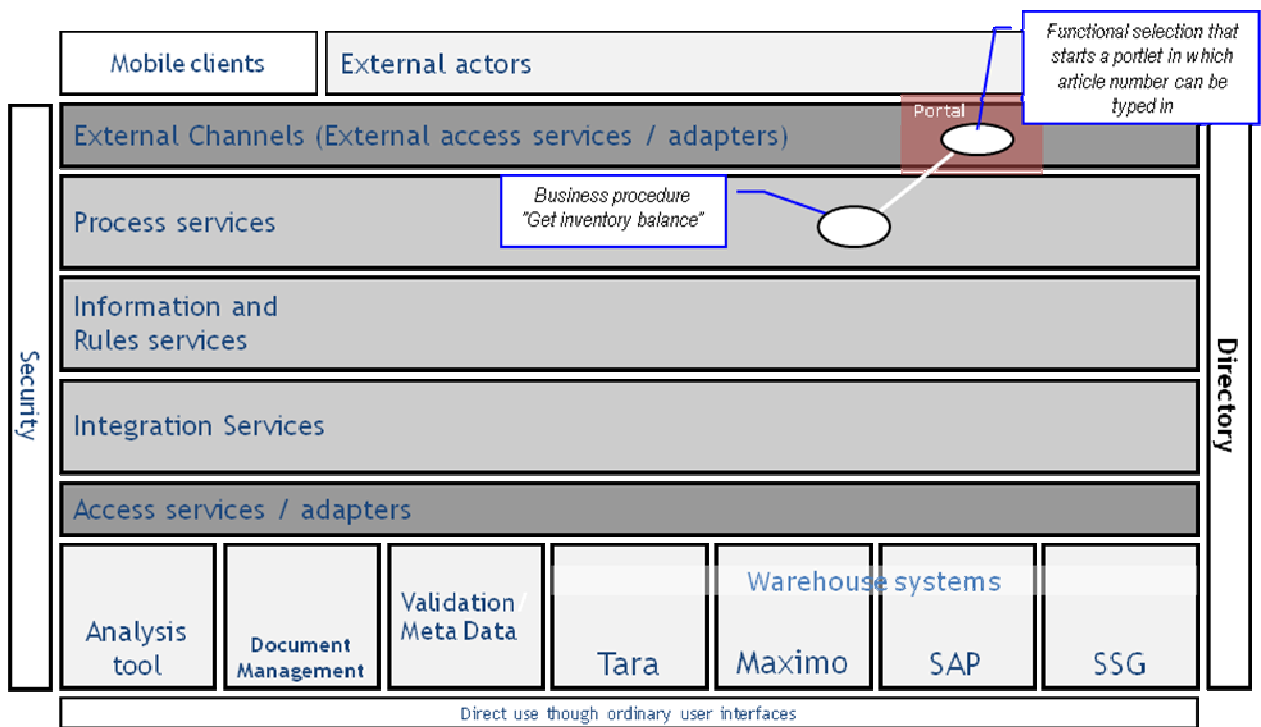 Mobile clients
External actors
Functional selection that
starts a portlet in which
article number can be
typed in
Portal
External Channels (External access services / adapters)
Business procedure
"Get inventory balance"
Process services
Information and
Rules services
Integration Services
Access services / adapters
Security
Directory
Warehouse systems
Analysis
tool
Document
Management
Validation/
Meta Data
Tara
Maximo
SAP
SSG
Direct use though ordinary user interfaces